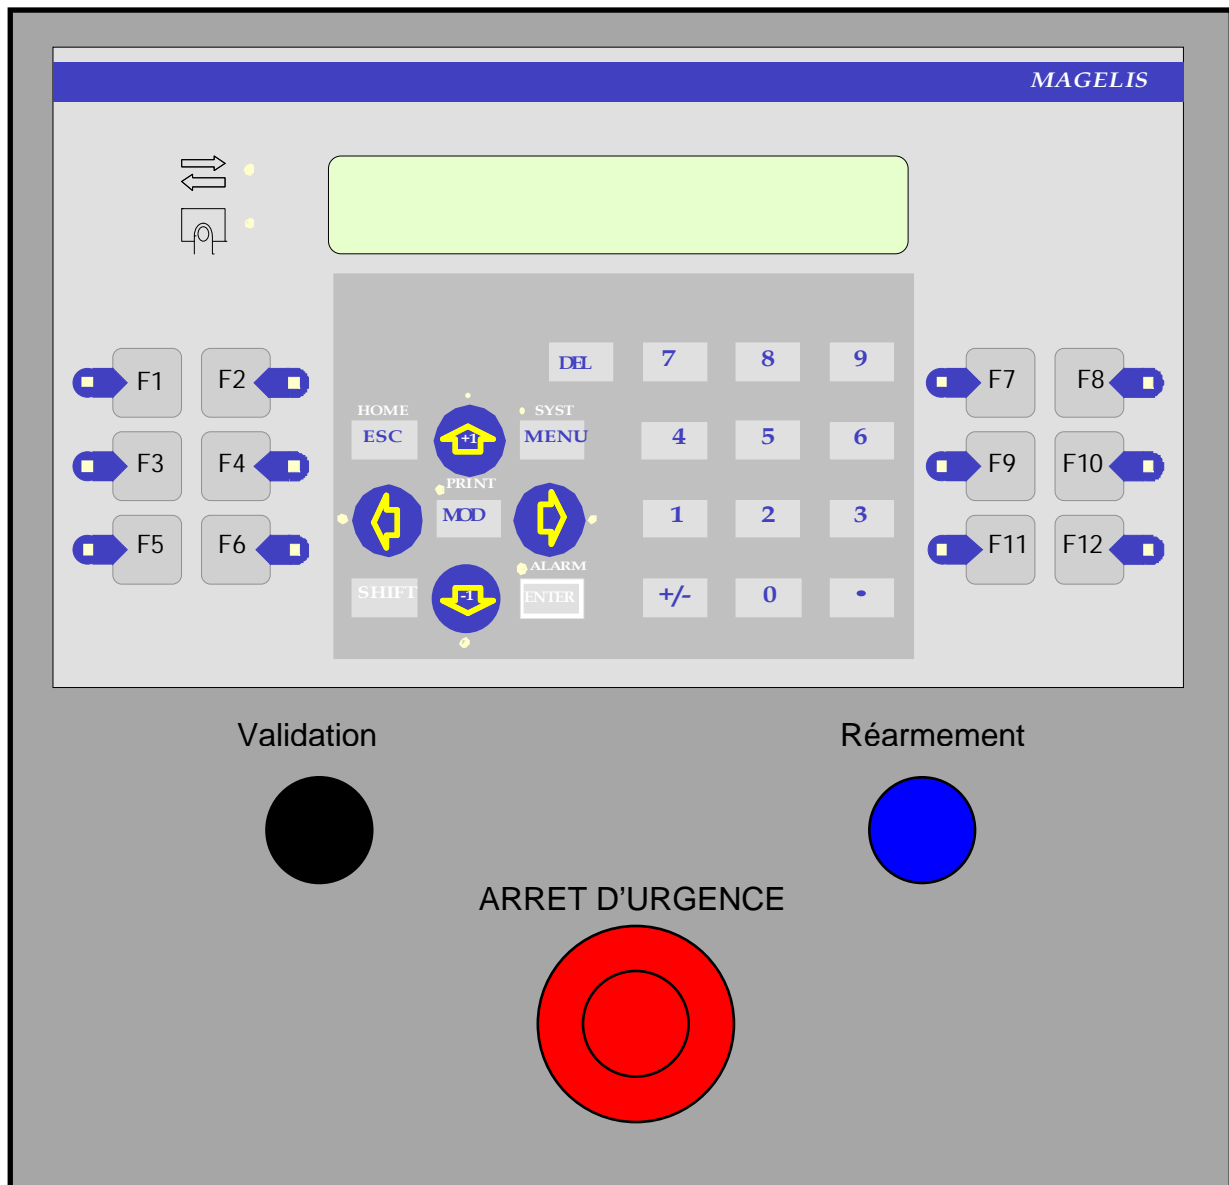 MAGELIS
DEL 7 8 9
F1 F2 F7 F8
HOME SYST
ESC +1 MENU 4 5 6
F3 F4 F9 F10
PRINT
MOD 1 2 3
F5 F6 F11 F12
ALARM
SHIFT -1 ENTER +/- 0 •
Validation Réarmement
ARRET D'URGENCE